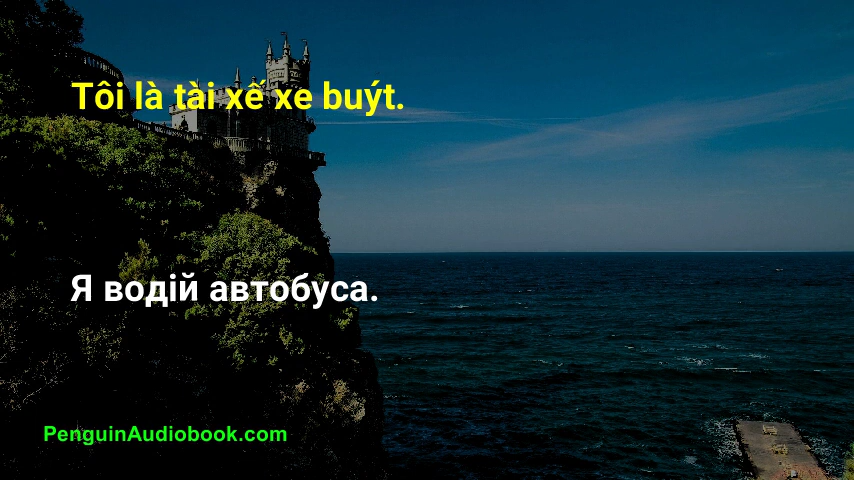 Tôi là tài xế xe buýt.
Я водій автобуса.
PenguinAudiobook.com